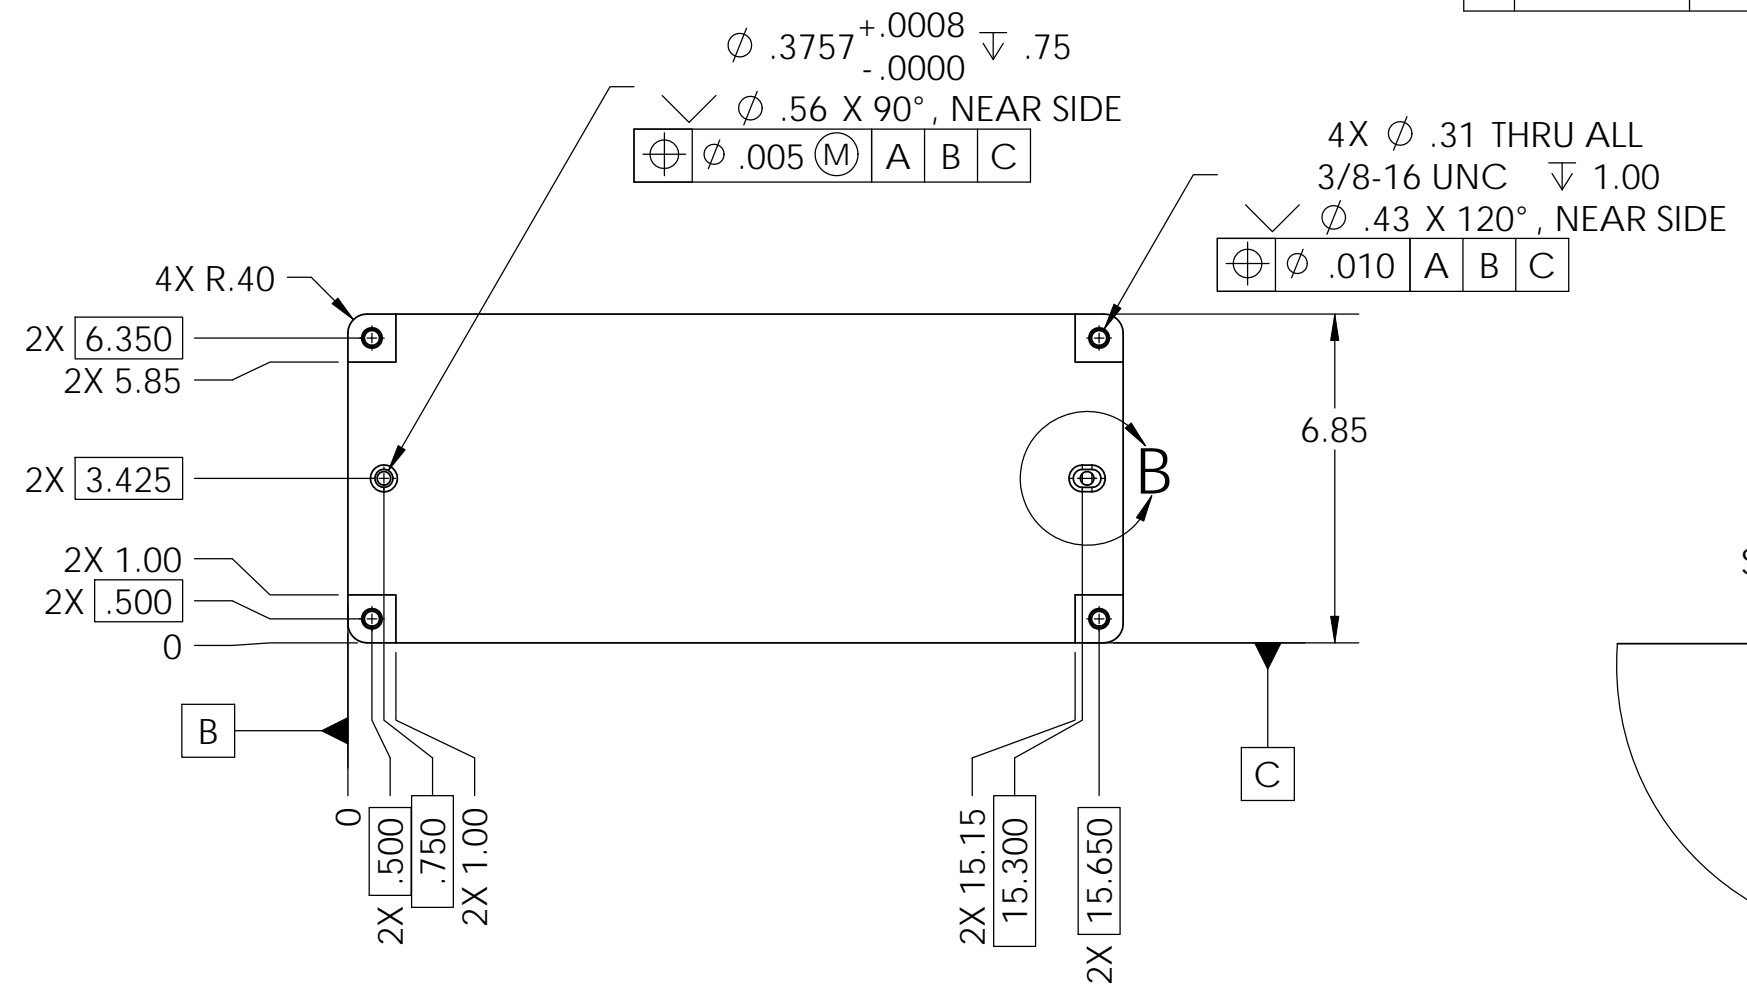 ⌀ .3757 +.0008 ↧ .75
-.0000
⌵ ⌀ .56 X 90°, NEAR SIDE
⌖ ⌀ .005 Ⓜ A B C
4X ⌀ .31 THRU ALL
3/8-16 UNC ↧ 1.00
⌵ ⌀ .43 X 120°, NEAR SIDE
⌖ ⌀ .010 A B C
4X R.40
2X 6.350
2X 5.85
6.85
2X 3.425
B
2X 1.00
2X .500
0
B
C
0
2X .500
.750
2X 1.00
2X 15.15
15.300
2X 15.650